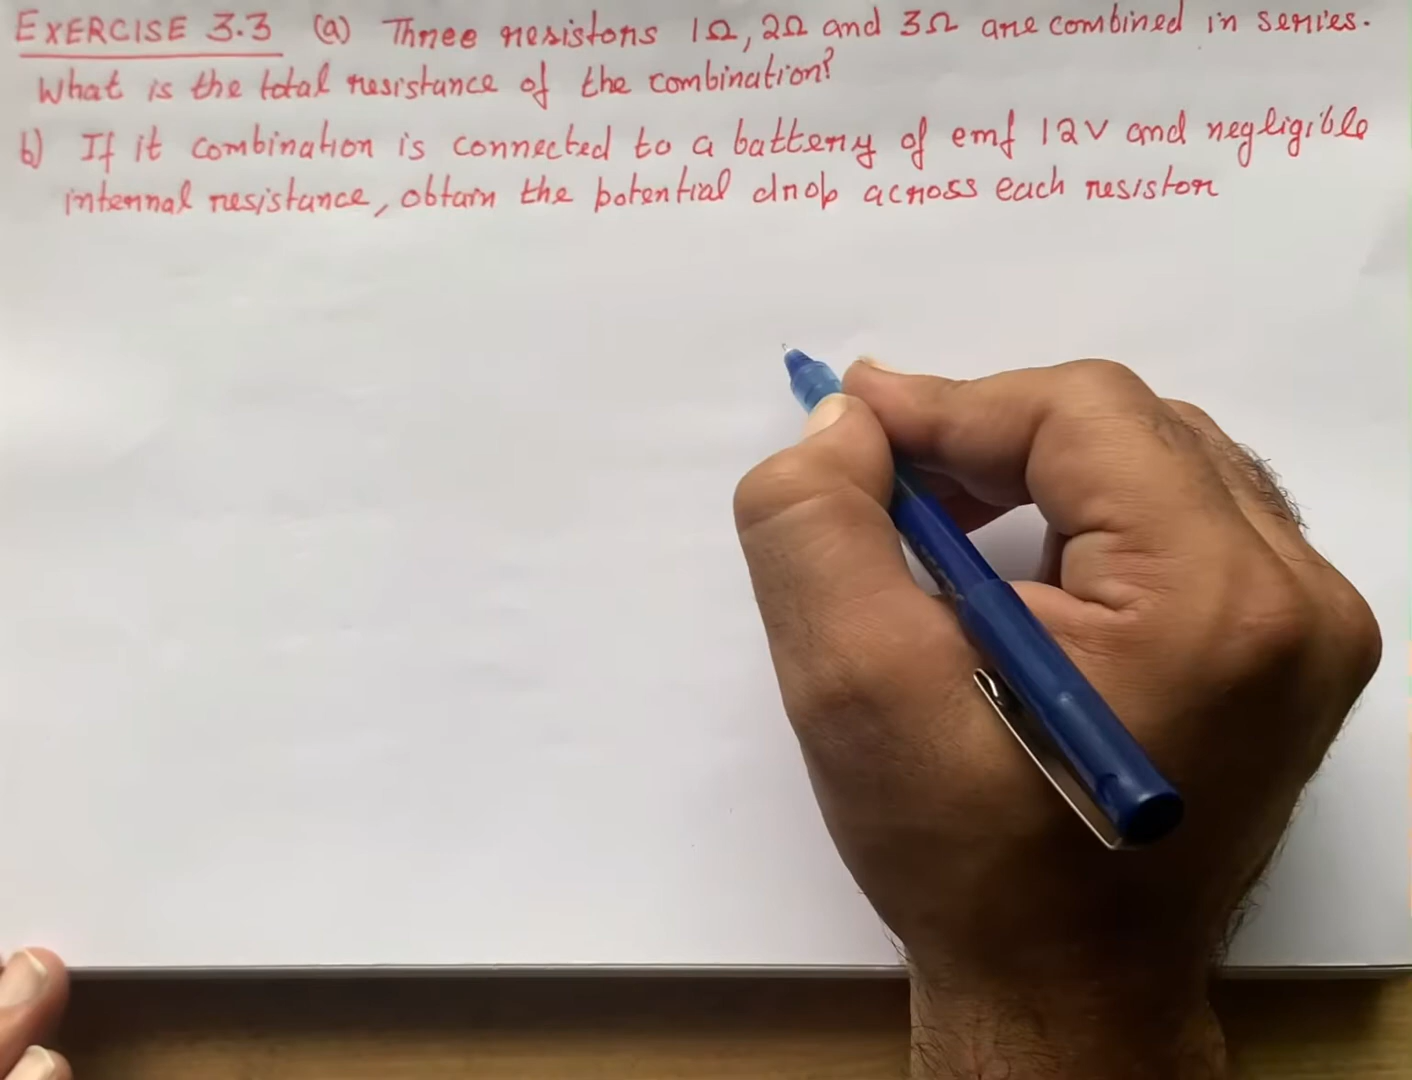 EXERCISE 3.3 (a) Three resistors 1Ω, 2Ω and 3Ω are combined in series.
What is the total resistance of the combination?
b) If it combination is connected to a battery of emf 12V and negligible
internal resistance, obtain the potential drop across each resistor